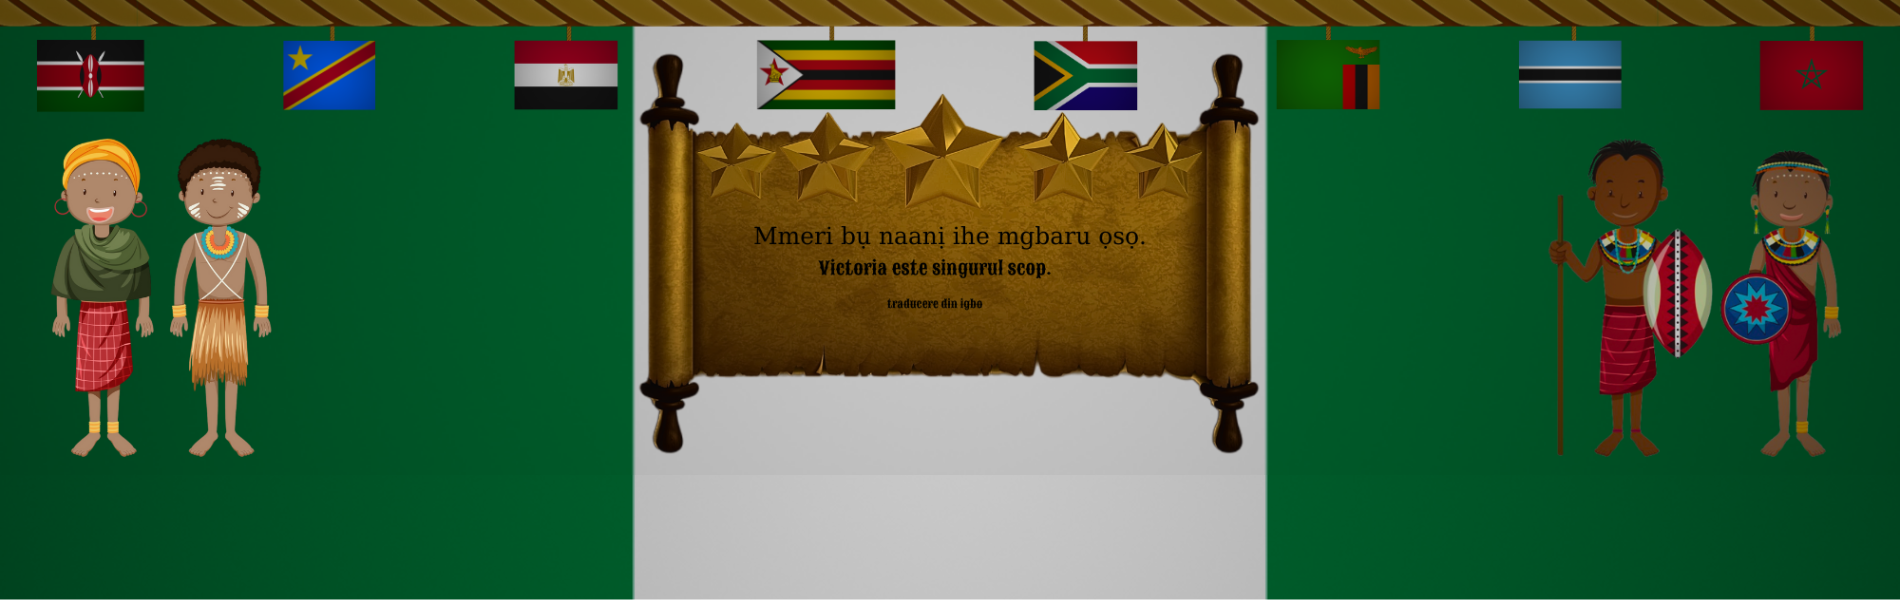 Mmeri bụ naanị ihe mgbaru ọsọ.
Victoria este singurul scop.
traducere din igbo